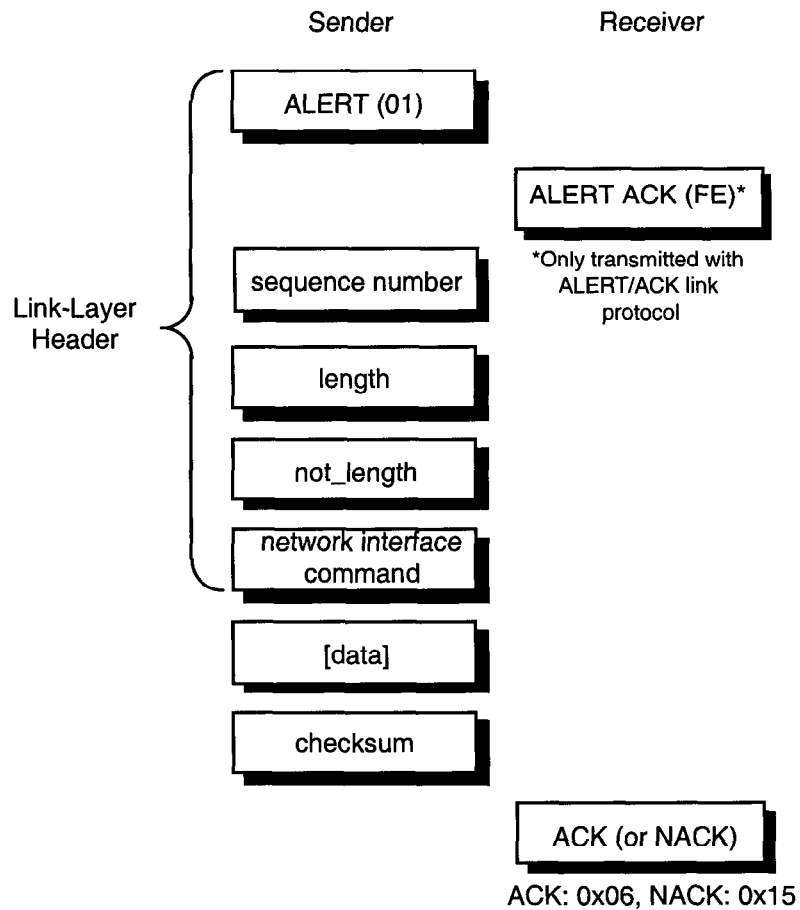 Sender
Receiver
ALERT (01)
ALERT ACK (FE)*
*Only transmitted with
ALERT/ACK link
protocol
Link-Layer
Header
sequence number
length
not_length
network interface
command
[data]
checksum
ACK (or NACK)
ACK: 0x06, NACK: 0x15